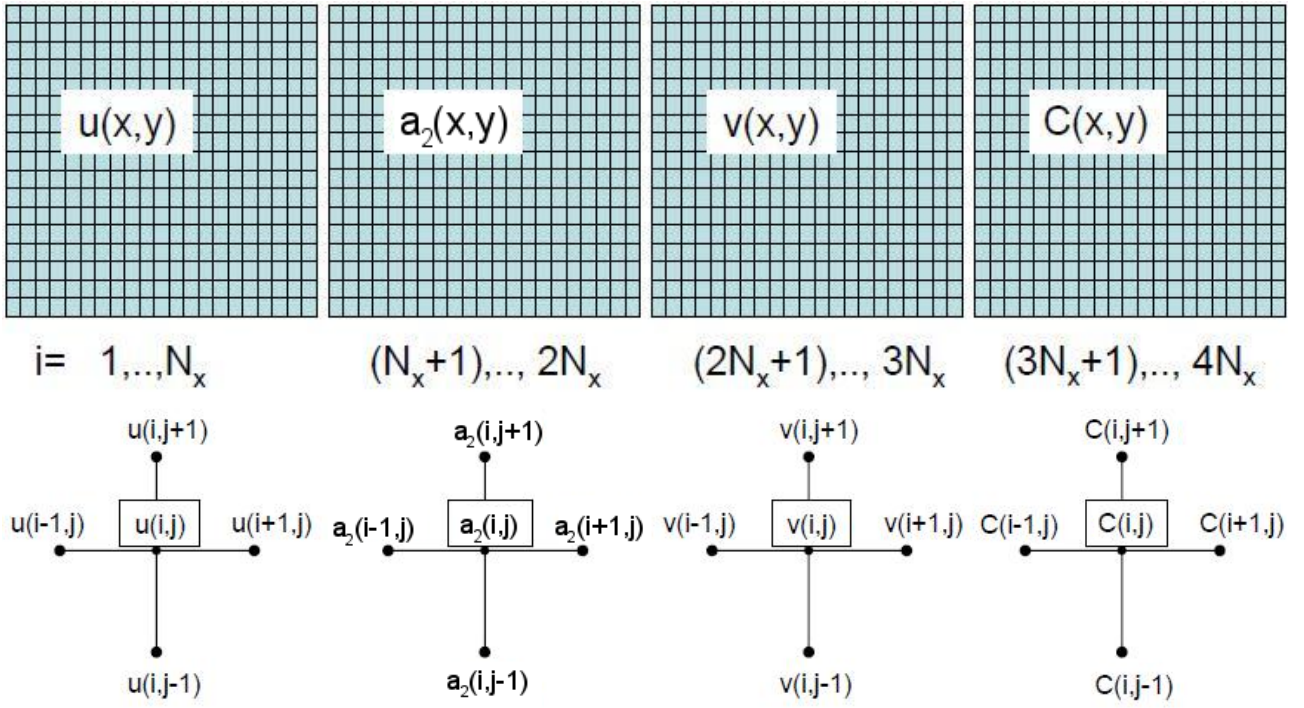 u(x,y) a₂(x,y) v(x,y) C(x,y)
i= 1,..,Nₓ (Nₓ+1),.., 2Nₓ (2Nₓ+1),.., 3Nₓ (3Nₓ+1),.., 4Nₓ
u(i,j+1) a₂(i,j+1) v(i,j+1) C(i,j+1)
u(i-1,j) u(i,j) u(i+1,j) a₂(i-1,j) a₂(i,j) a₂(i+1,j) v(i-1,j) v(i,j) v(i+1,j) C(i-1,j) C(i,j) C(i+1,j)
u(i,j-1) a₂(i,j-1) v(i,j-1) C(i,j-1)